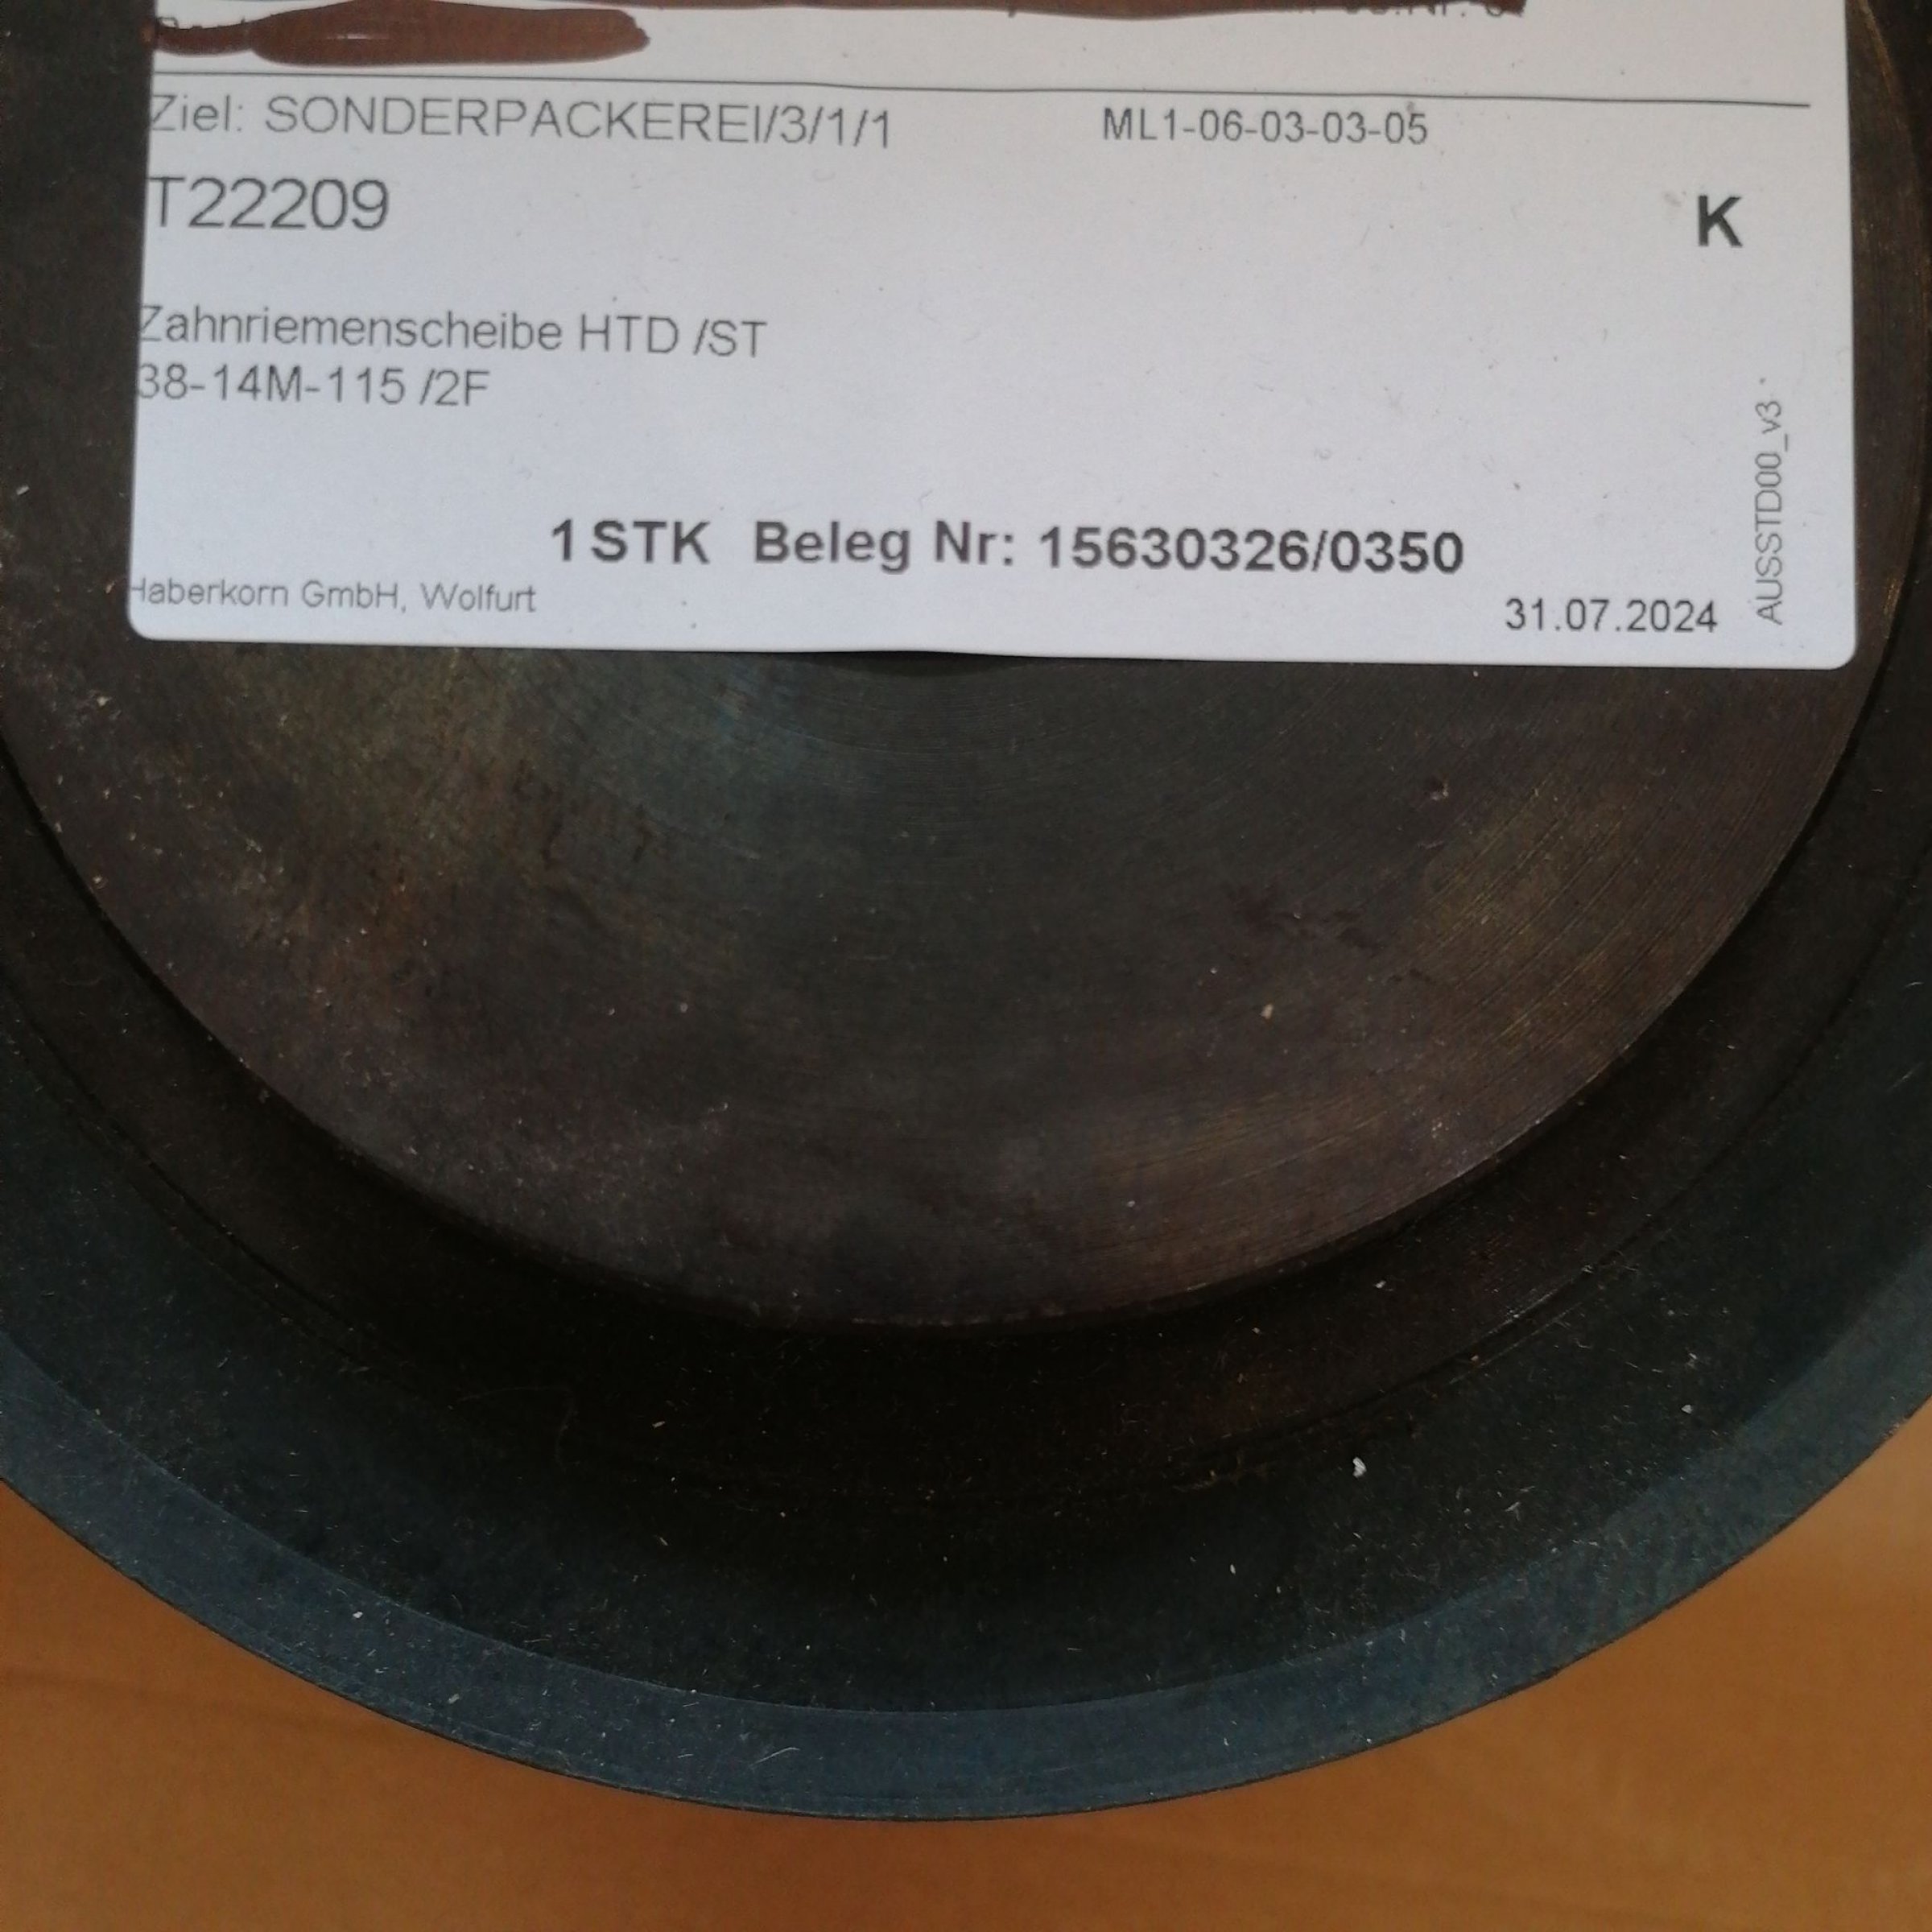 Ziel: SONDERPACKEREI/3/1/1 ML1-06-03-03-05
T22209 K
Zahnriemenscheibe HTD /ST
38-14M-115 /2F
1 STK Beleg Nr: 15630326/0350
Haberkorn GmbH, Wolfurt
31.07.2024
AUSSTD00_v3